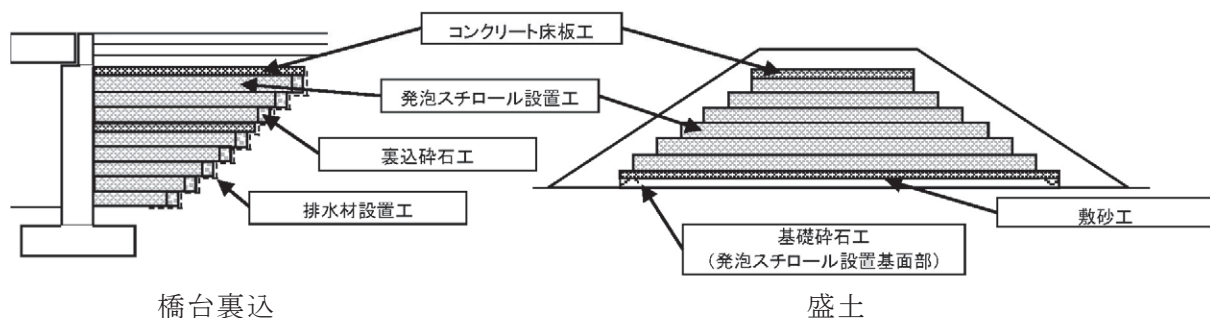 コンクリート床板工
発泡スチロール設置工
裏込砕石工
排水材設置工
敷砂工
基礎砕石工
（発泡スチロール設置基面部）
橋台裏込
盛土